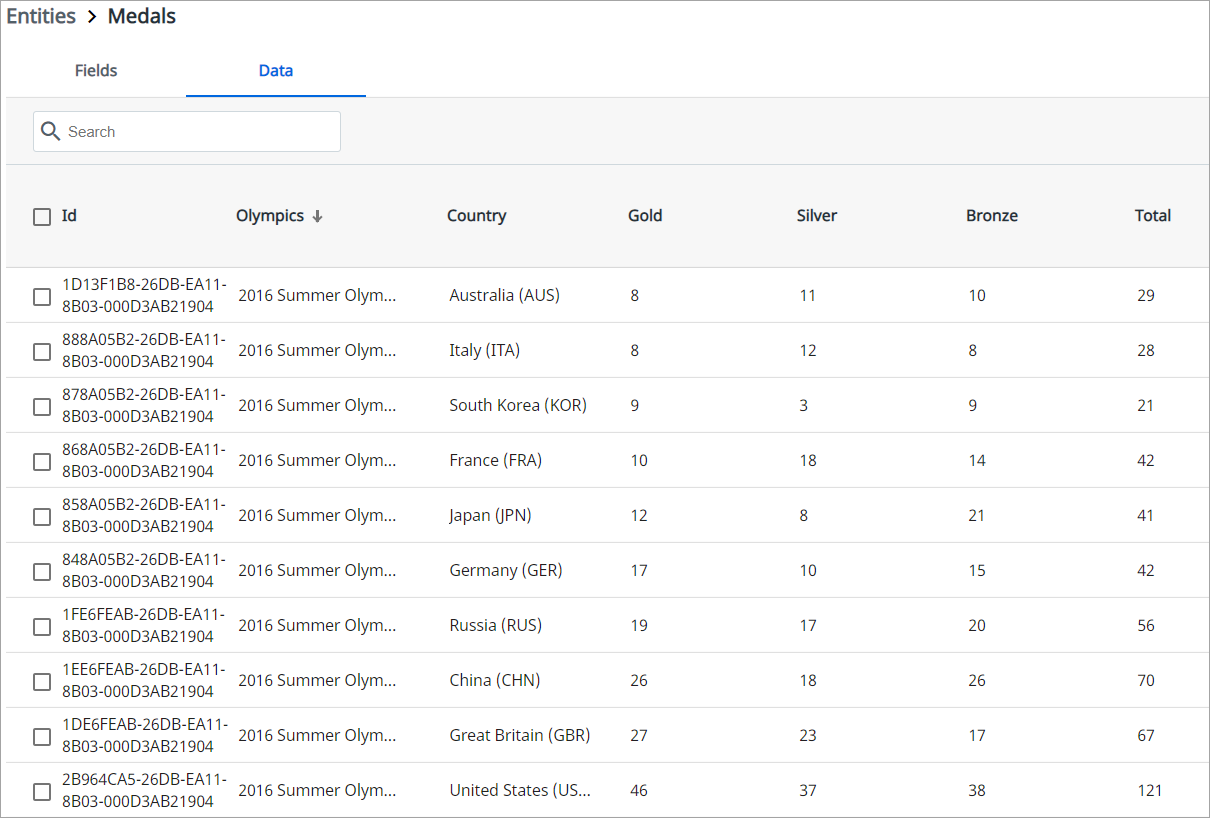 Entities > Medals
Fields Data
Search
Id Olympics ↓ Country Gold Silver Bronze Total
1D13F1B8-26DB-EA11-
8B03-000D3AB21904 2016 Summer Olym... Australia (AUS) 8 11 10 29
888A05B2-26DB-EA11-
8B03-000D3AB21904 2016 Summer Olym... Italy (ITA) 8 12 8 28
878A05B2-26DB-EA11-
8B03-000D3AB21904 2016 Summer Olym... South Korea (KOR) 9 3 9 21
868A05B2-26DB-EA11-
8B03-000D3AB21904 2016 Summer Olym... France (FRA) 10 18 14 42
858A05B2-26DB-EA11-
8B03-000D3AB21904 2016 Summer Olym... Japan (JPN) 12 8 21 41
848A05B2-26DB-EA11-
8B03-000D3AB21904 2016 Summer Olym... Germany (GER) 17 10 15 42
1FE6FEAB-26DB-EA11-
8B03-000D3AB21904 2016 Summer Olym... Russia (RUS) 19 17 20 56
1EE6FEAB-26DB-EA11-
8B03-000D3AB21904 2016 Summer Olym... China (CHN) 26 18 26 70
1DE6FEAB-26DB-EA11-
8B03-000D3AB21904 2016 Summer Olym... Great Britain (GBR) 27 23 17 67
2B964CA5-26DB-EA11-
8B03-000D3AB21904 2016 Summer Olym... United States (US... 46 37 38 121